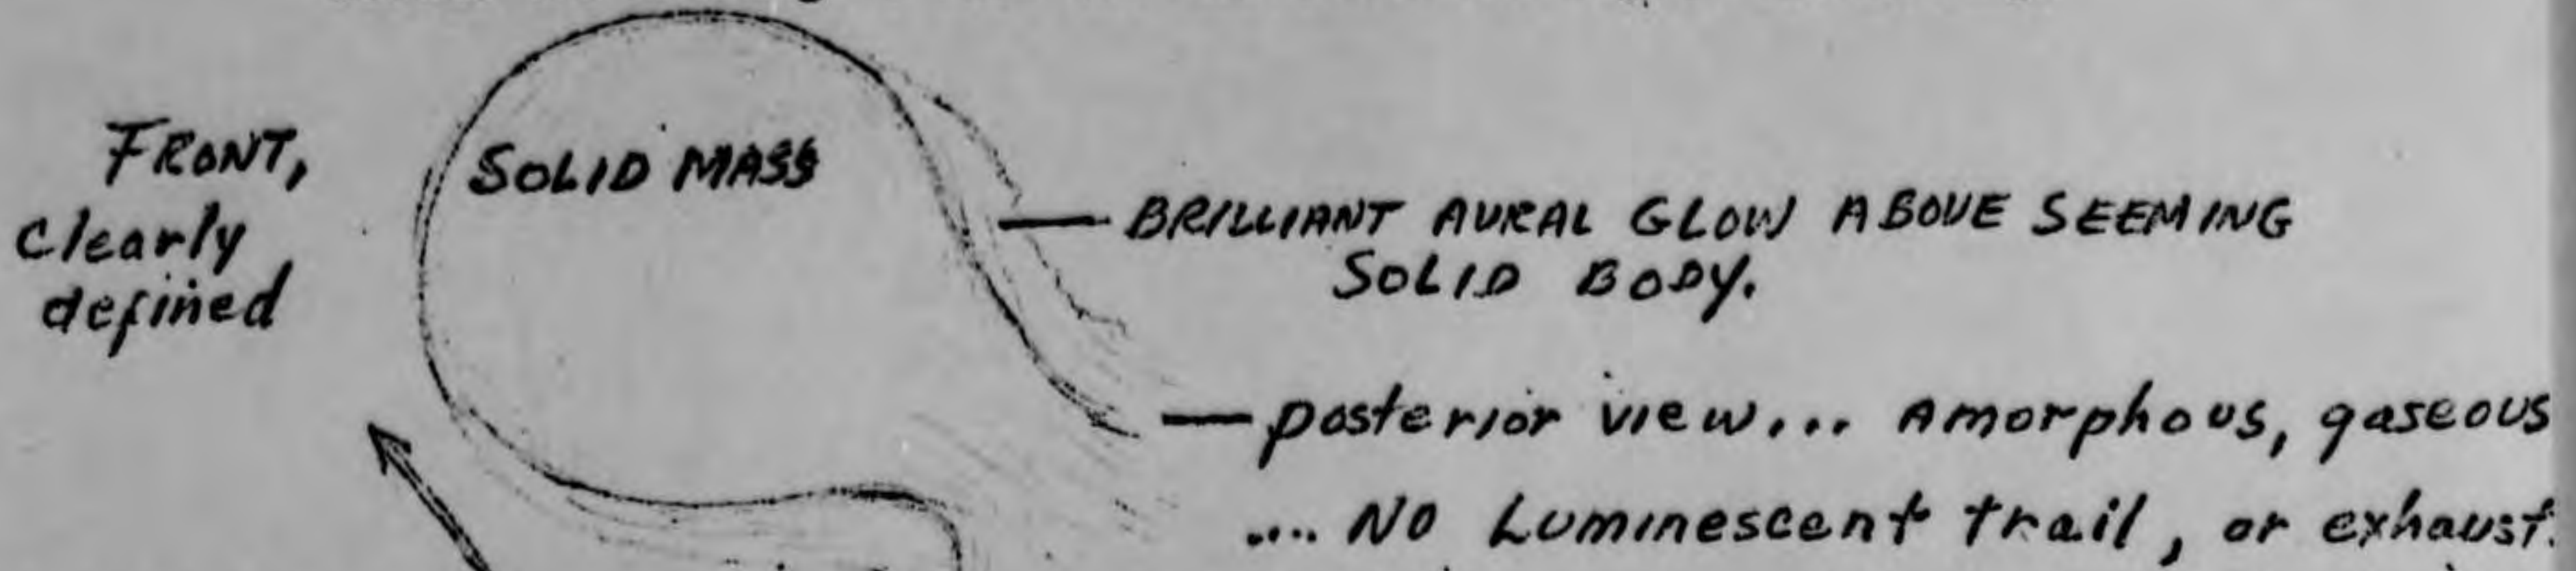 FRONT,
clearly
defined
SOLID MASS
— BRILLIANT AURAL GLOW ABOVE SEEMING
SOLID BODY.
— posterior view... Amorphous, gaseous
.... NO Luminescent trail, or exhaust.